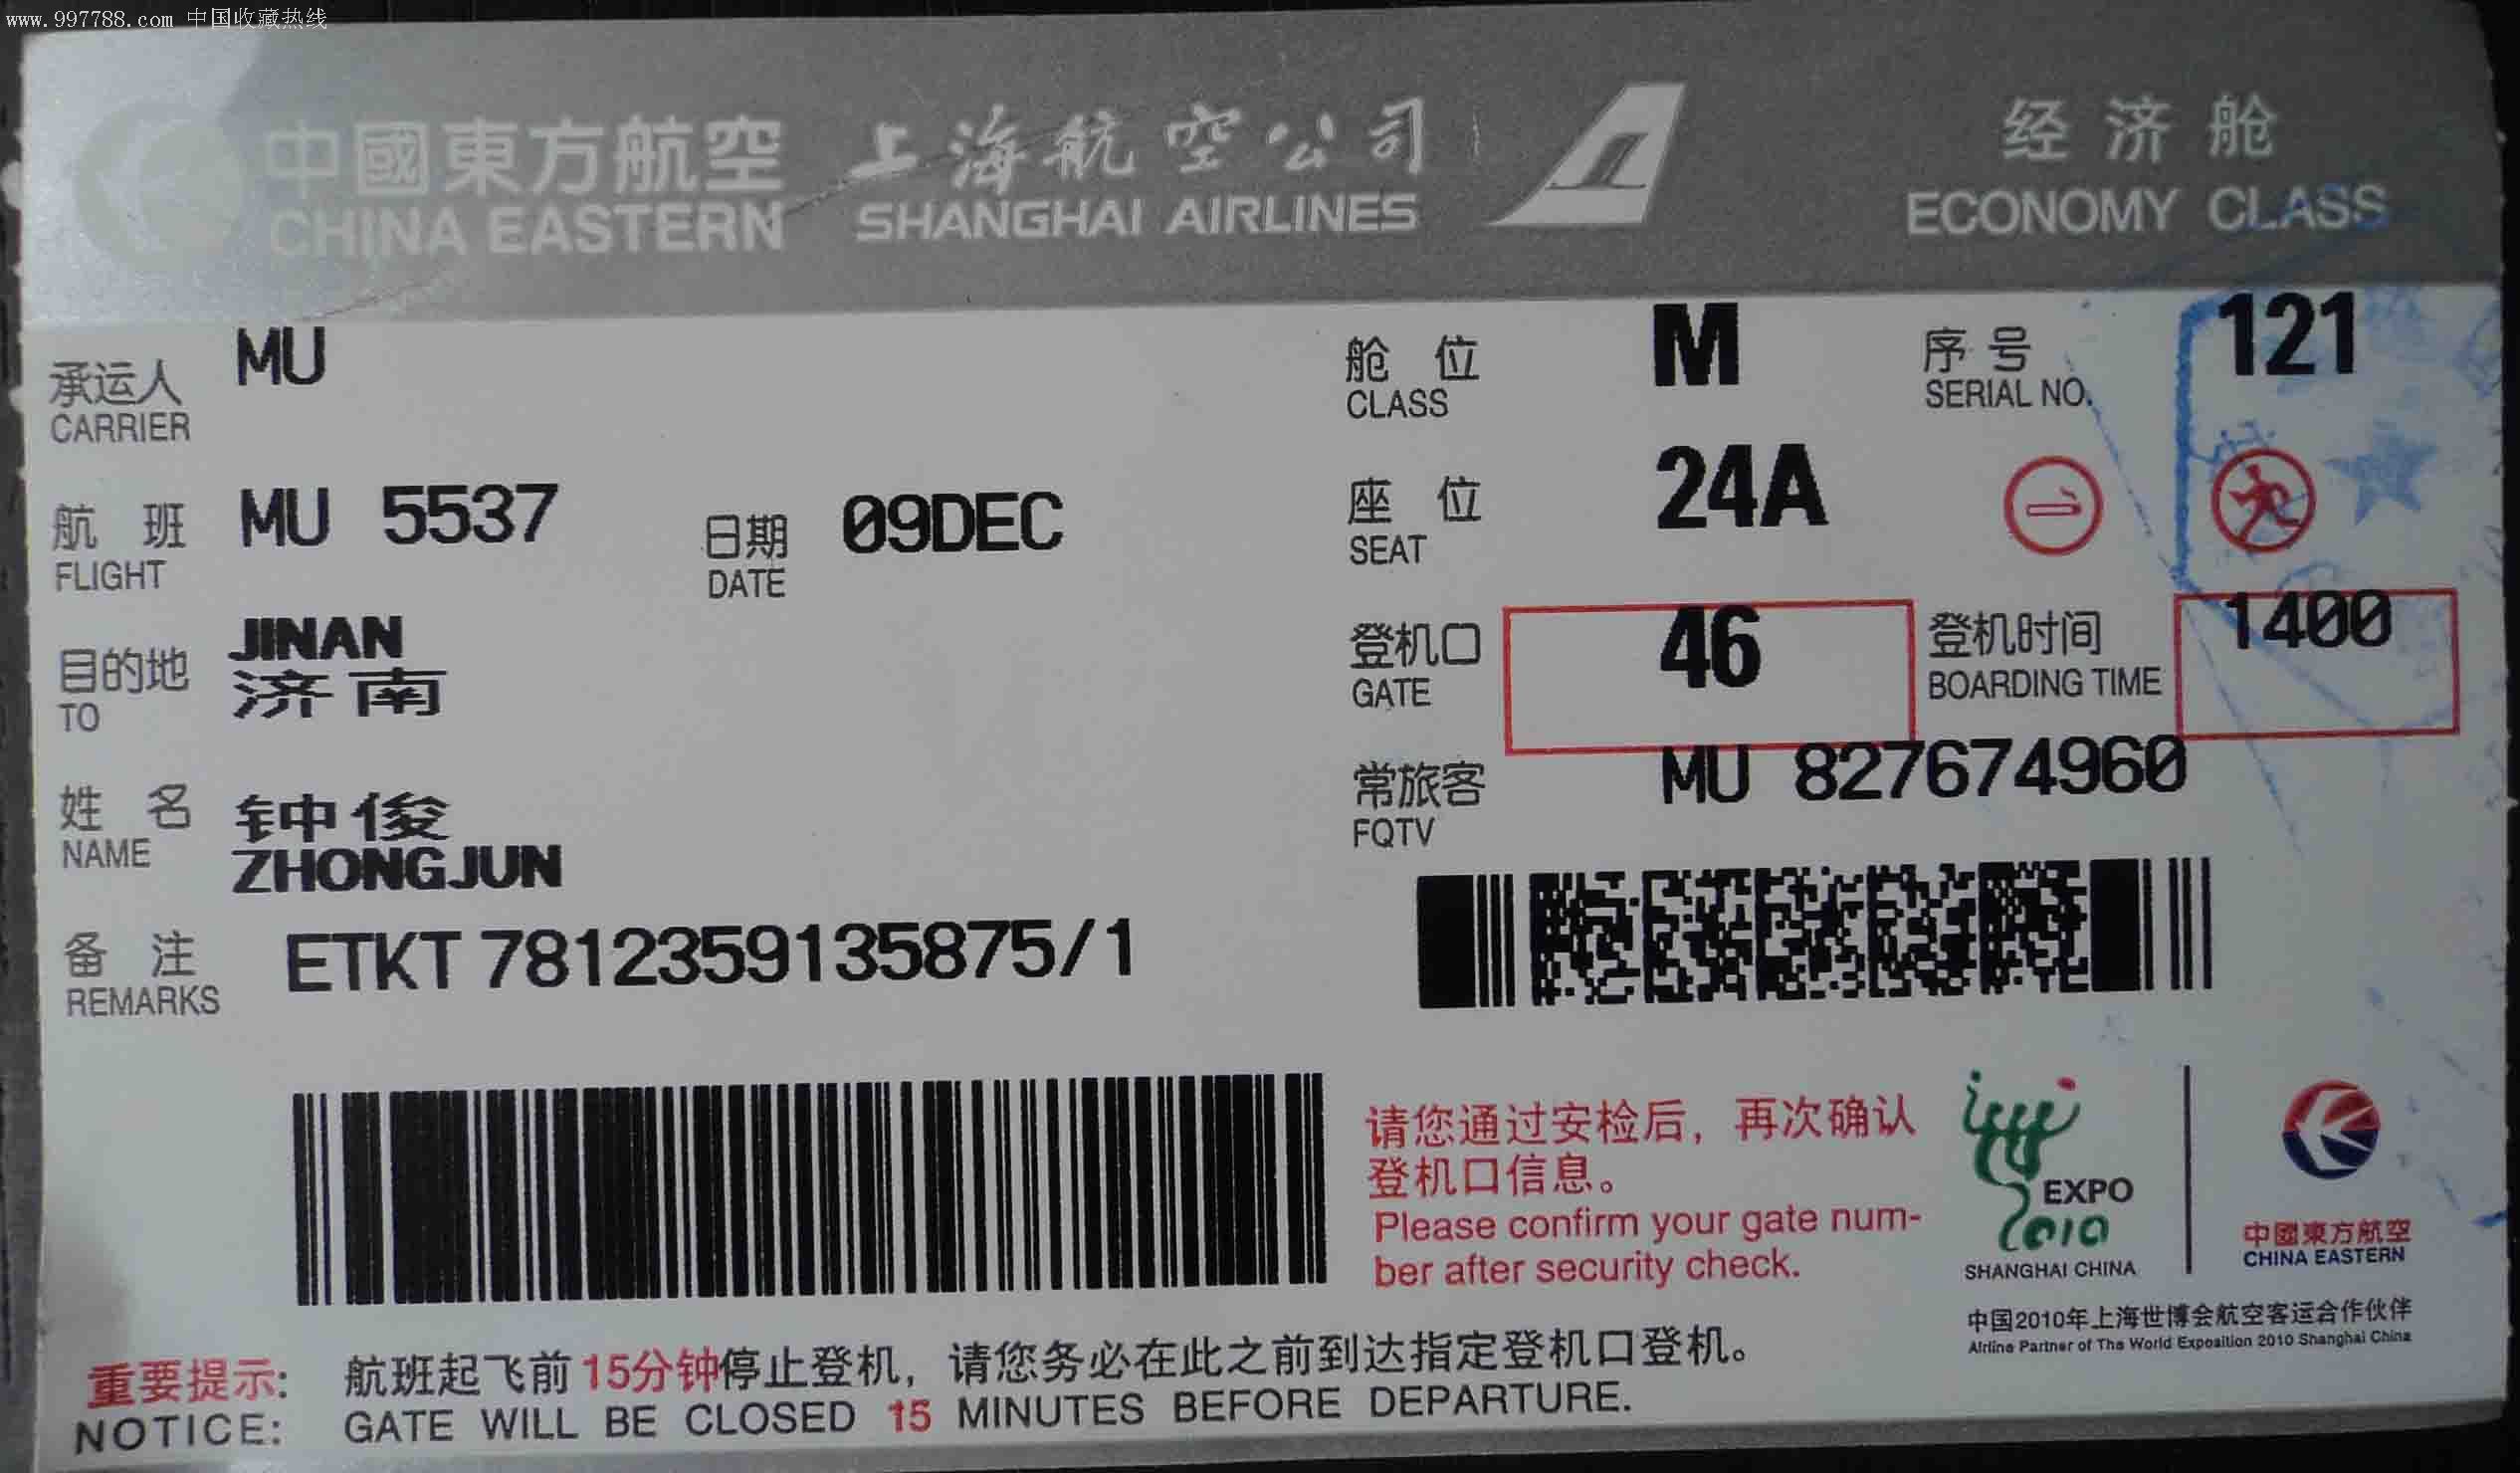 www.997788.com 中国收藏热线
中國東方航空 上海航空公司 经济舱
CHINA EASTERN SHANGHAI AIRLINES ECONOMY CLASS
承运人 MU 舱位 M 序号 121
CARRIER CLASS SERIAL NO.
航班 MU 5537 日期 09DEC 座位 24A
FLIGHT DATE SEAT
目的地 JINAN 登机口 46 登机时间 1400
TO 济南 GATE BOARDING TIME
姓名 钟俊 常旅客 MU 827674960
NAME ZHONGJUN FQTV
备注 ETKT 7812359135875/1
REMARKS
请您通过安检后，再次确认
登机口信息。
Please confirm your gate num-
ber after security check.
EXPO
2010
SHANGHAI CHINA
中國東方航空
CHINA EASTERN
中国2010年上海世博会航空客运合作伙伴
Airline Partner of The World Exposition 2010 Shanghai China
重要提示: 航班起飞前15分钟停止登机，请您务必在此之前到达指定登机口登机。
NOTICE: GATE WILL BE CLOSED 15 MINUTES BEFORE DEPARTURE.